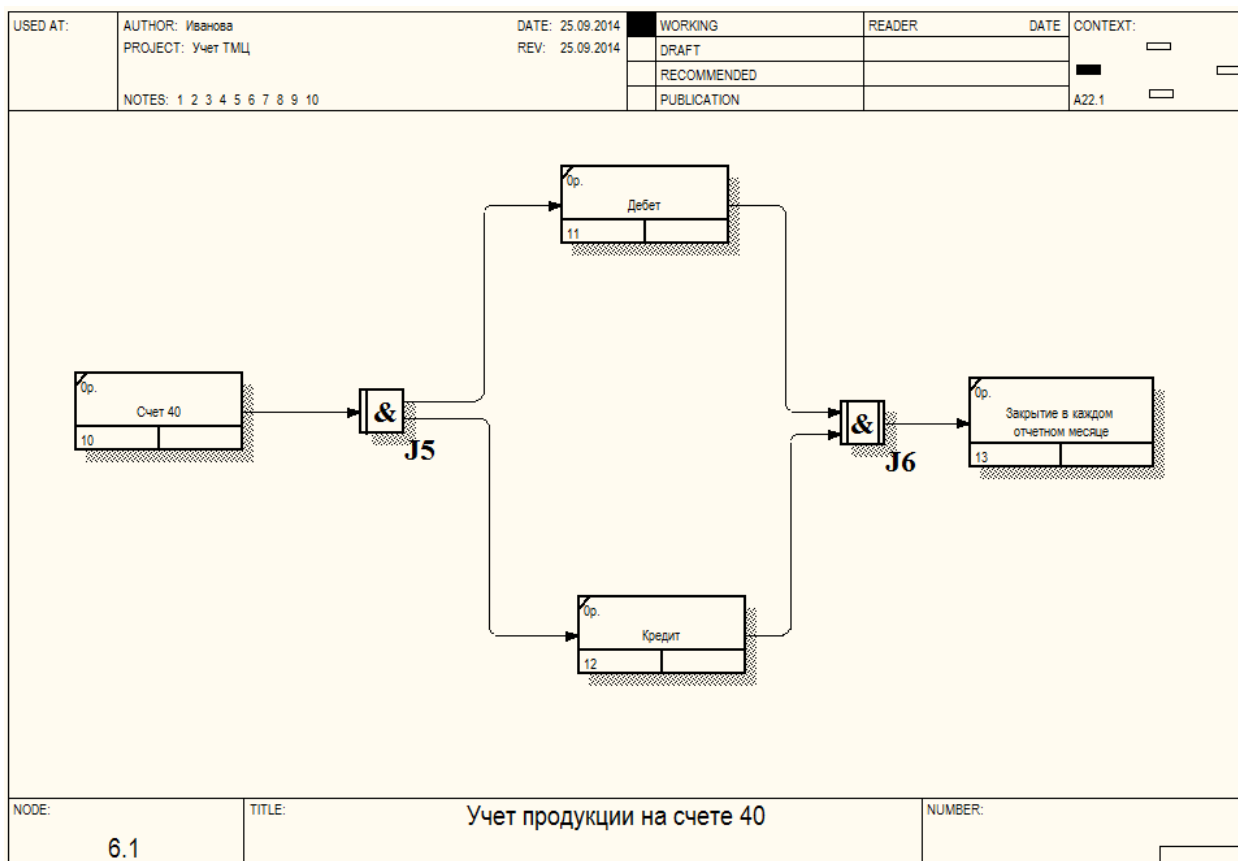 USED AT:
AUTHOR: Иванова
DATE: 25.09.2014
WORKING
READER
DATE
CONTEXT:
PROJECT: Учет ТМЦ
REV: 25.09.2014
DRAFT
RECOMMENDED
NOTES: 1 2 3 4 5 6 7 8 9 10
PUBLICATION
A22.1
0р.
Дебет
11
0р.
Счет 40
10
&
J5
&
J6
0р.
Закрытие в каждом
отчетном месяце
13
0р.
Кредит
12
NODE:
6.1
TITLE:
Учет продукции на счете 40
NUMBER: